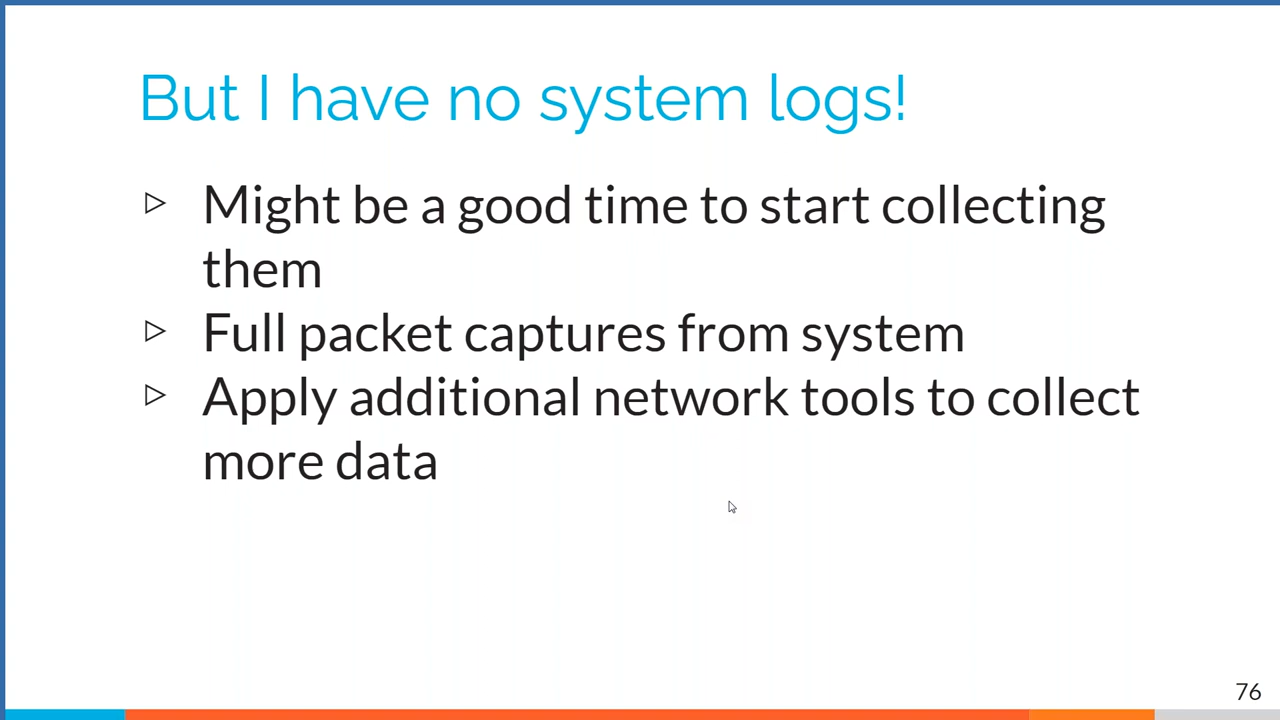 But I have no system logs!
▷ Might be a good time to start collecting
them
▷ Full packet captures from system
▷ Apply additional network tools to collect
more data
76